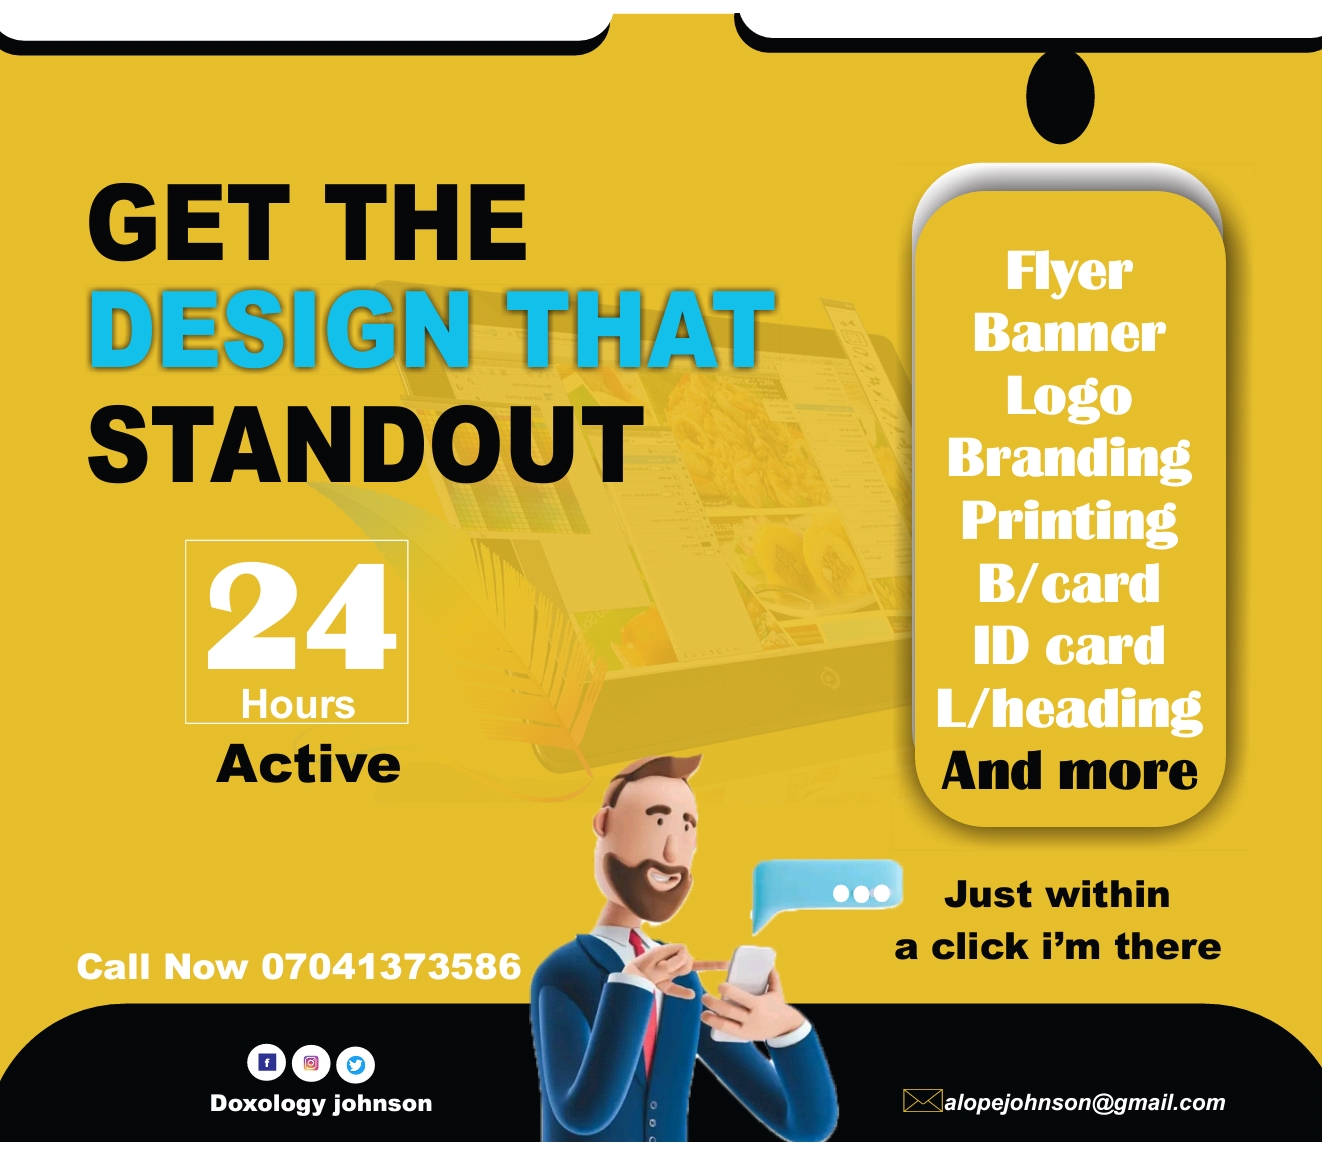 GET THE
DESIGN THAT
STANDOUT
24
Hours
Active
Flyer
Banner
Logo
Branding
Printing
B/card
ID card
L/heading
And more
Just within
a click i'm there
Call Now 07041373586
Doxology johnson
alopejohnson@gmail.com